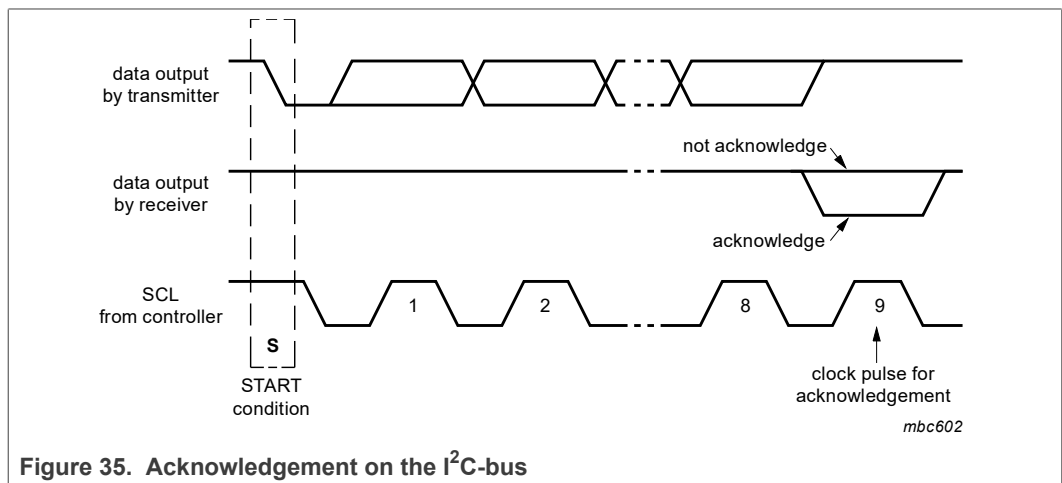 data output
by transmitter
not acknowledge
data output
by receiver
acknowledge
SCL
from controller
1
2
8
9
S
START
condition
clock pulse for
acknowledgement
mbc602
Figure 35. Acknowledgement on the I²C-bus